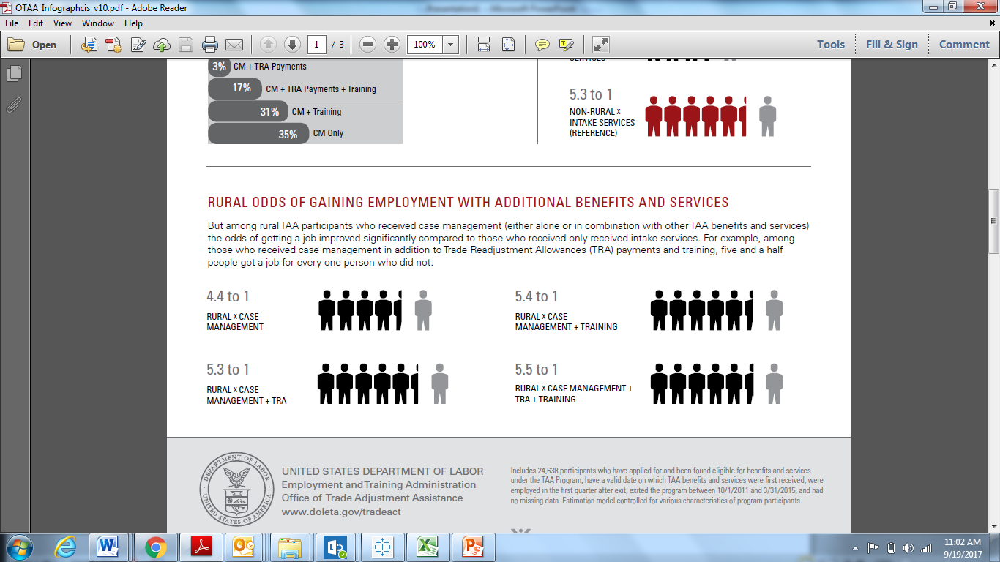 OTAA_Infographcis_v10.pdf - Adobe Reader
File Edit View Window Help
Open
1 / 3
100%
Tools Fill & Sign Comment
3% CM + TRA Payments
17% CM + TRA Payments + Training
31% CM + Training
35% CM Only
SERVICES
5.3 to 1
NON-RURAL x
INTAKE SERVICES
(REFERENCE)
RURAL ODDS OF GAINING EMPLOYMENT WITH ADDITIONAL BENEFITS AND SERVICES
But among rural TAA participants who received case management (either alone or in combination with other TAA benefits and services)
the odds of getting a job improved significantly compared to those who received only received intake services. For example, among
those who received case management in addition to Trade Readjustment Allowances (TRA) payments and training, five and a half
people got a job for every one person who did not.
4.4 to 1
RURAL x CASE
MANAGEMENT
5.4 to 1
RURAL x CASE
MANAGEMENT + TRAINING
5.3 to 1
RURAL x CASE
MANAGEMENT + TRA
5.5 to 1
RURAL x CASE MANAGEMENT +
TRA + TRAINING
DEPARTMENT OF LABOR
UNITED STATES OF AMERICA
UNITED STATES DEPARTMENT OF LABOR
Employment and Training Administration
Office of Trade Adjustment Assistance
www.doleta.gov/tradeact
Includes 24,638 participants who have applied for and been found eligible for benefits and services
under the TAA Program, have a valid date on which TAA benefits and services were first received, were
employed in the first quarter after exit, exited the program between 10/1/2011 and 3/31/2015, and had
no missing data. Estimation model controlled for various characteristics of program participants.
11:02 AM
9/19/2017